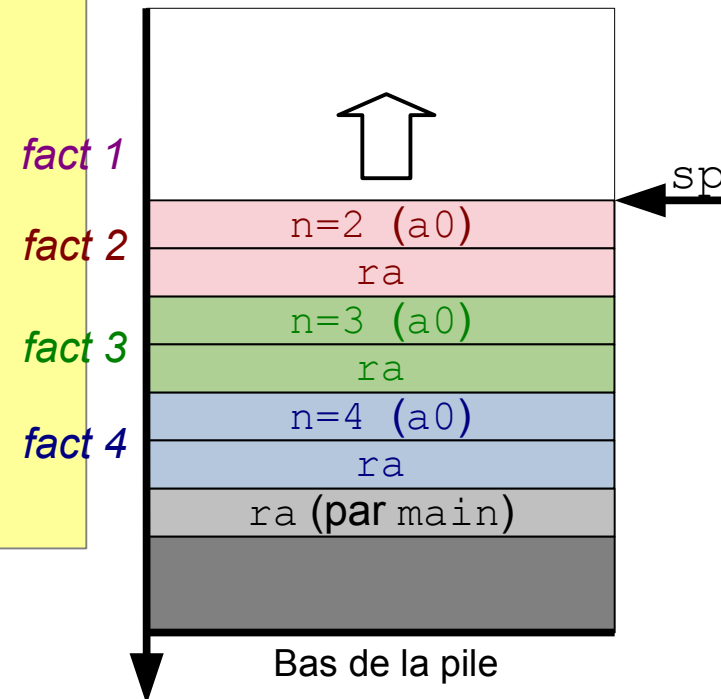 fact 1
sp
n=2 (a0)
fact 2
ra
n=3 (a0)
fact 3
ra
n=4 (a0)
fact 4
ra
ra (par main)
Bas de la pile